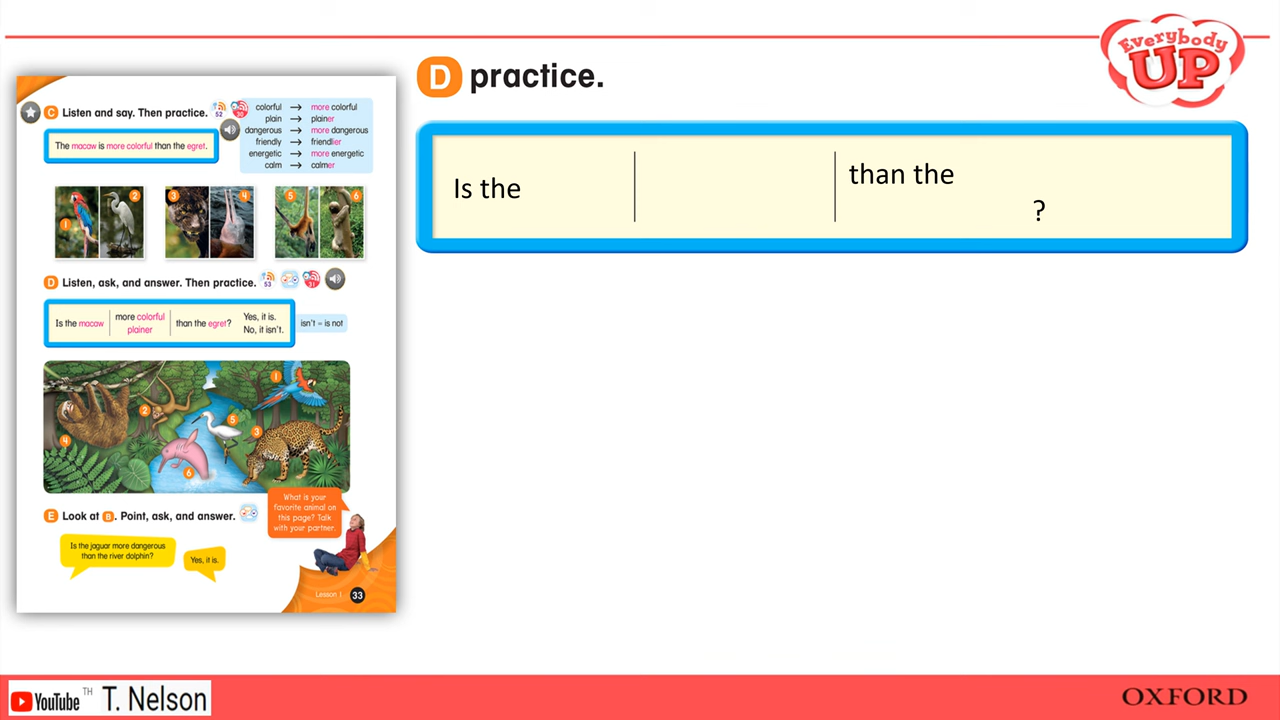 Everybody
UP
D practice.
Is the
than the
?
C Listen and say. Then practice.
52
30
The macaw is more colorful than the egret.
colorful → more colorful
plain → plainer
dangerous → more dangerous
friendly → friendlier
energetic → more energetic
calm → calmer
1
2
3
4
5
6
D Listen, ask, and answer. Then practice.
53
31
Is the macaw
more colorful
plainer
than the egret?
Yes, it is.
No, it isn't.
isn't = is not
1
2
3
4
5
6
E Look at B. Point, ask, and answer.
What is your
favorite animal on
this page? Talk
with your partner.
Is the jaguar more dangerous
than the river dolphin?
Yes, it is.
Lesson 1 33
YouTube TH T. Nelson
OXFORD